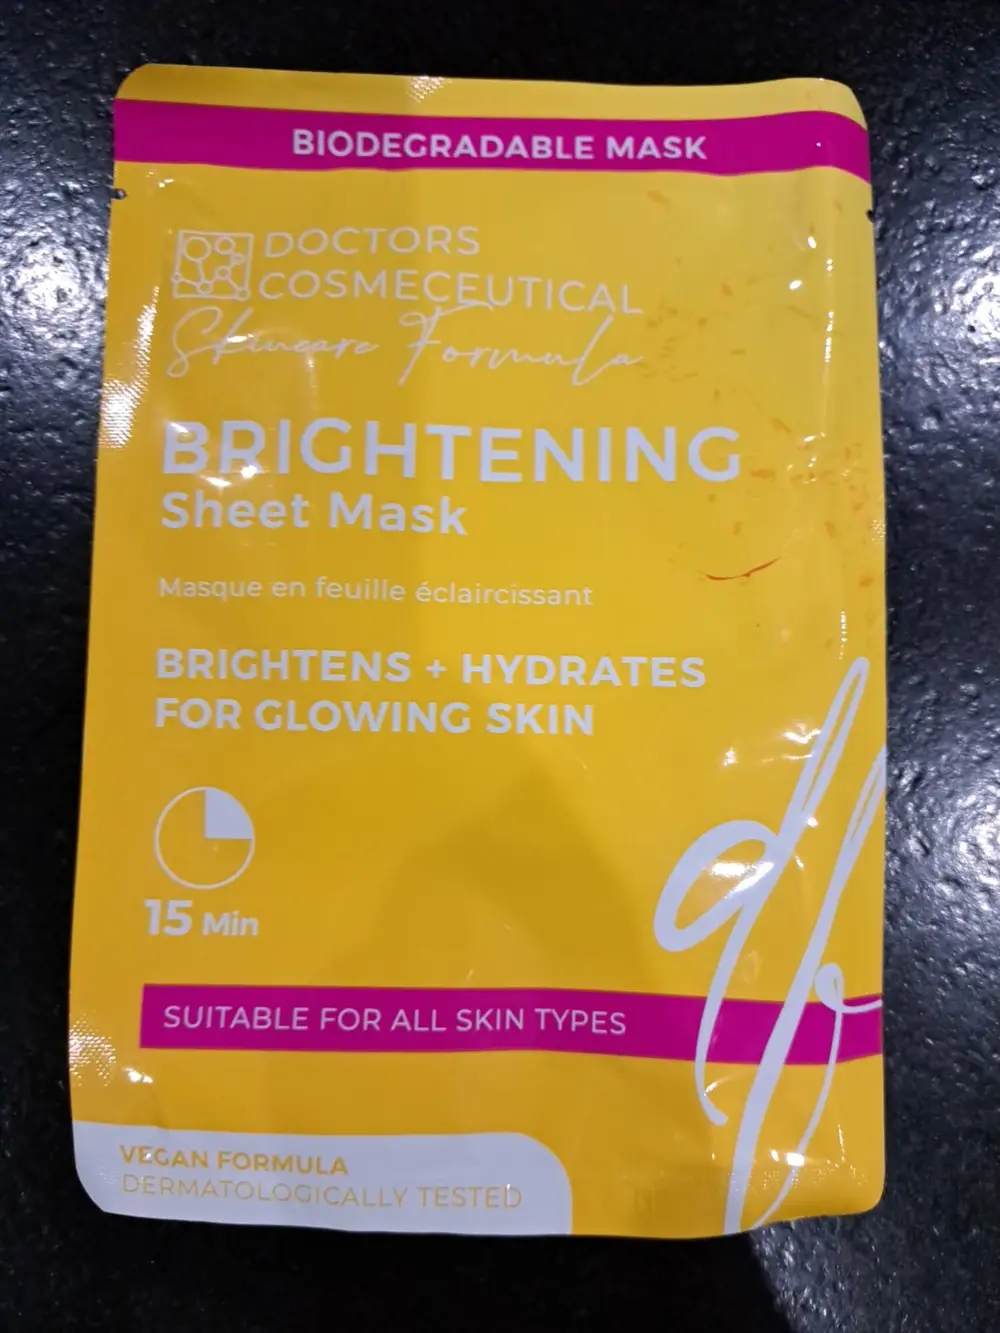 BIODEGRADABLE MASK
DOCTORS
COSMECEUTICAL
Skincare Formula
BRIGHTENING
Sheet Mask
Masque en feuille éclaircissant
BRIGHTENS + HYDRATES
FOR GLOWING SKIN
15 Min
df
SUITABLE FOR ALL SKIN TYPES
VEGAN FORMULA
DERMATOLOGICALLY TESTED